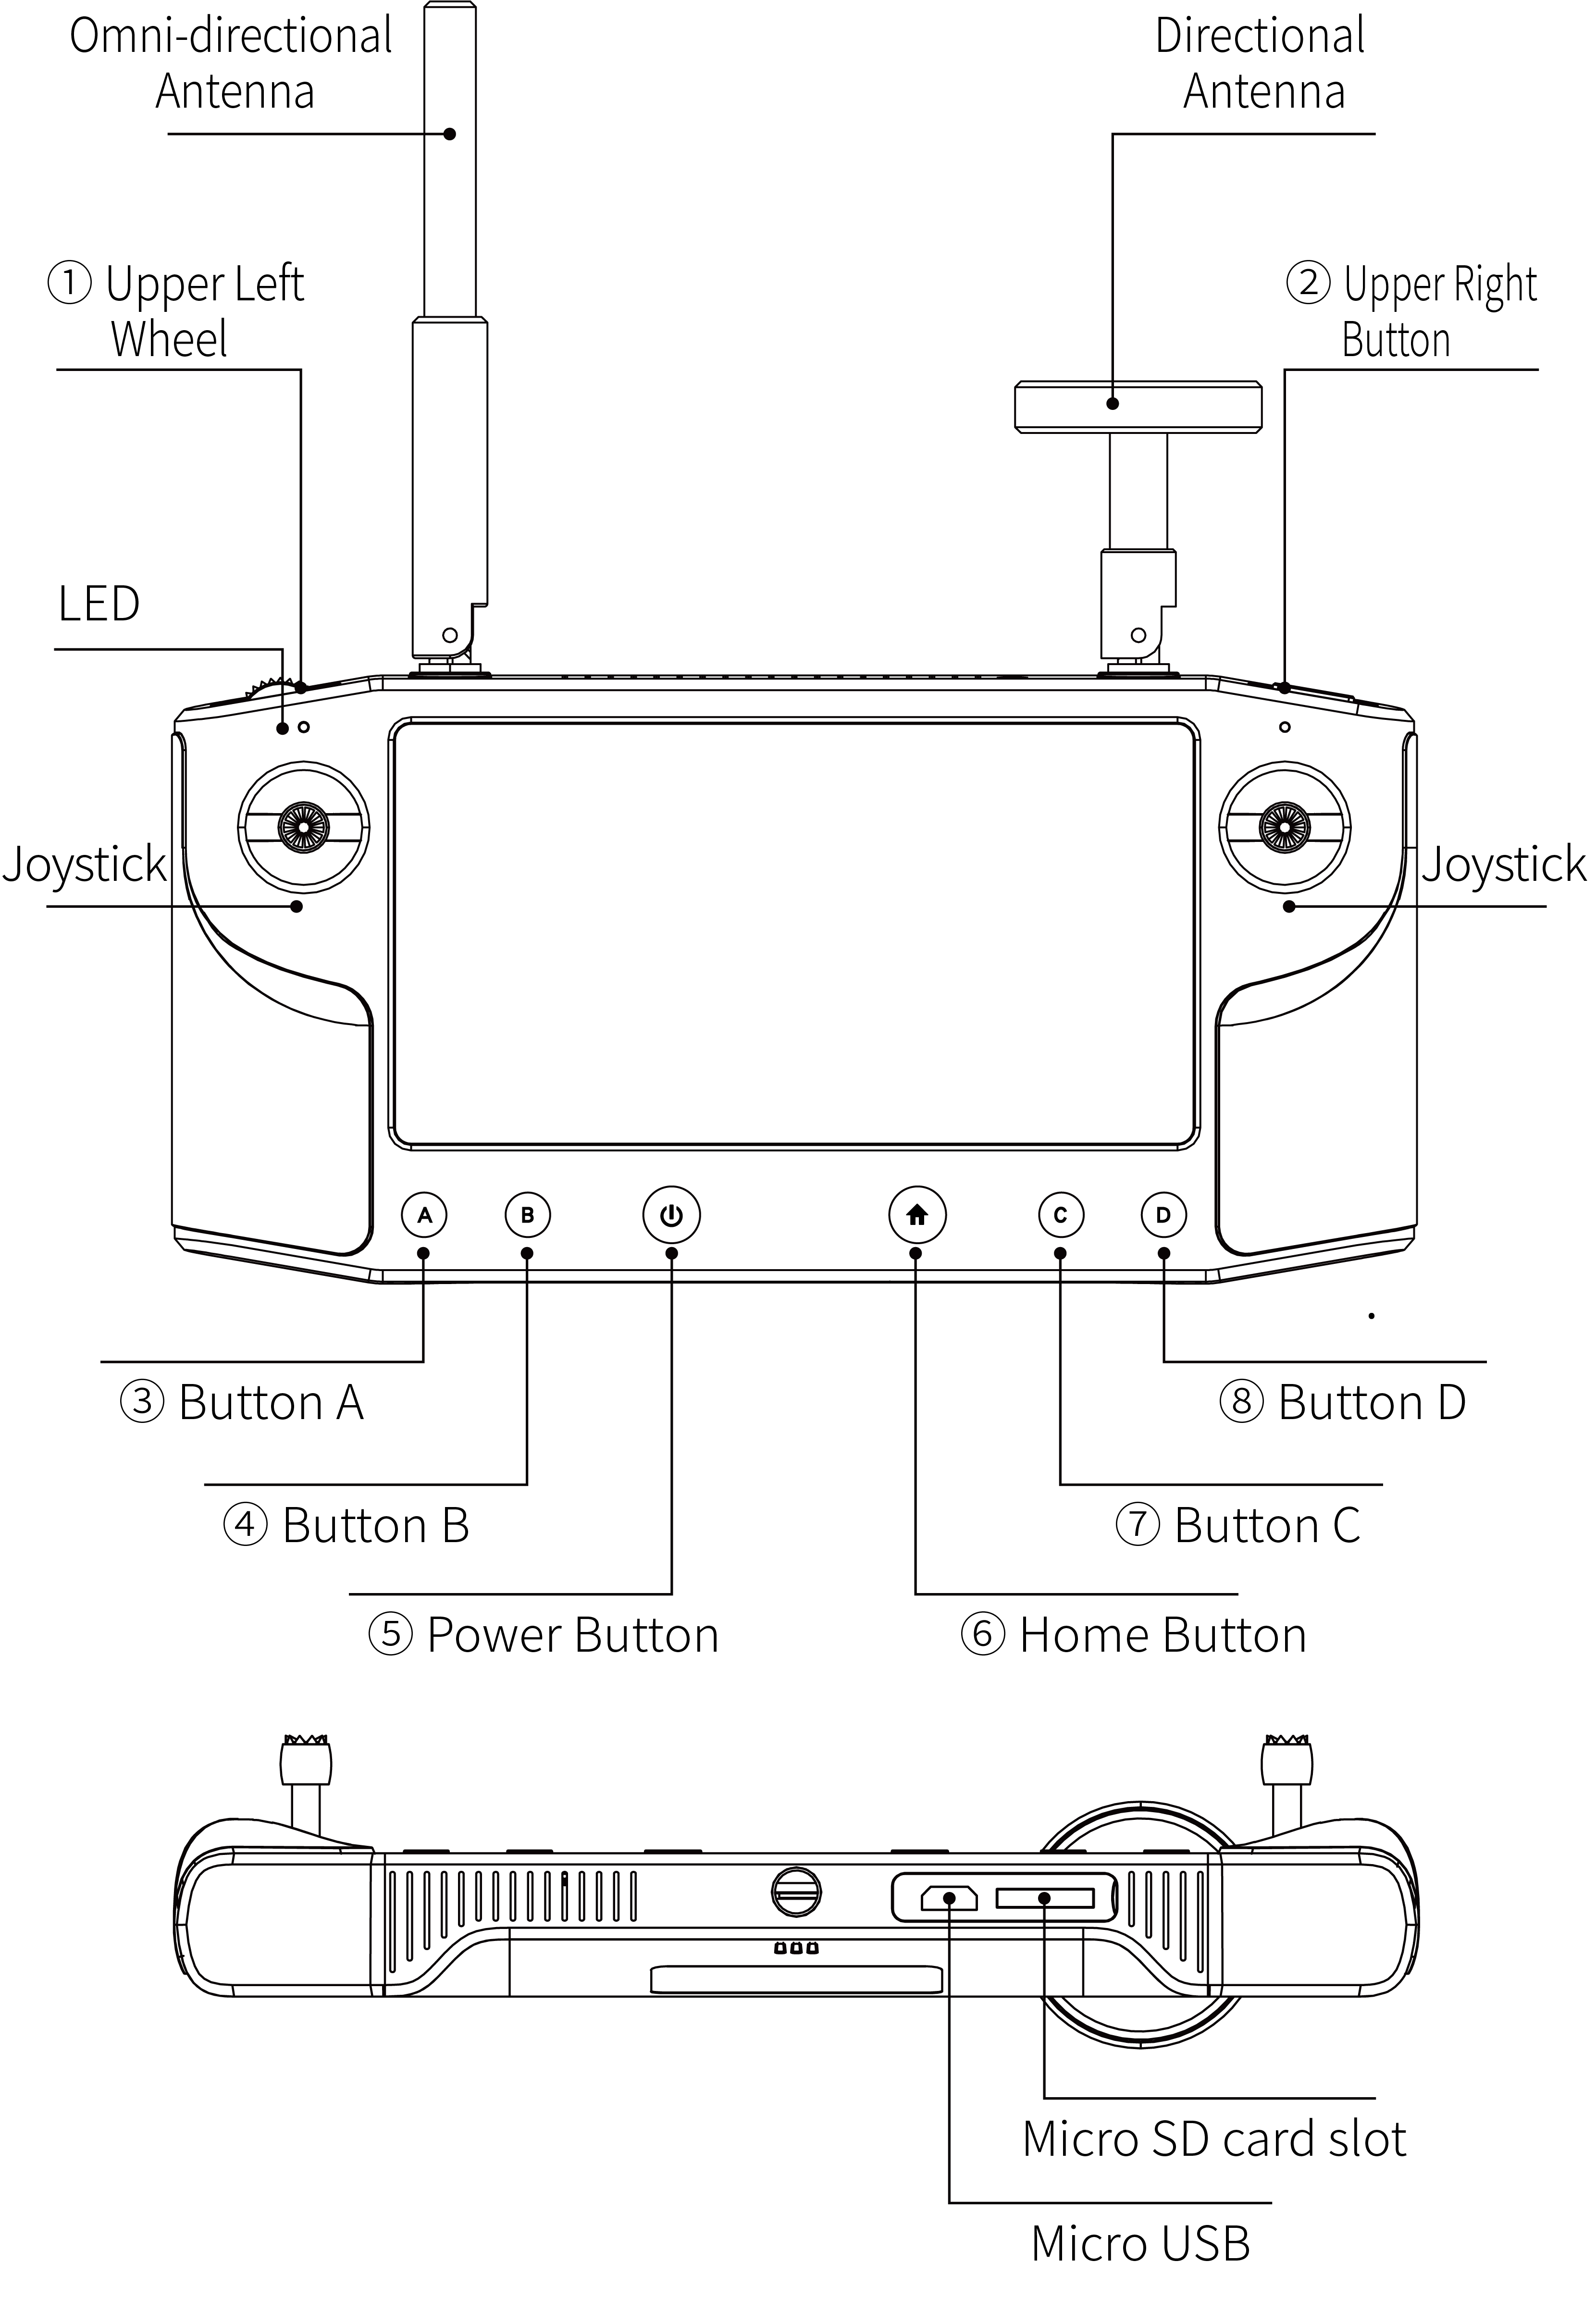 Omni-directional
Antenna
Directional
Antenna
① Upper Left
Wheel
② Upper Right
Button
LED
Joystick
Joystick
A
B
C
D
③ Button A
⑧ Button D
④ Button B
⑦ Button C
⑤ Power Button
⑥ Home Button
Micro SD card slot
Micro USB